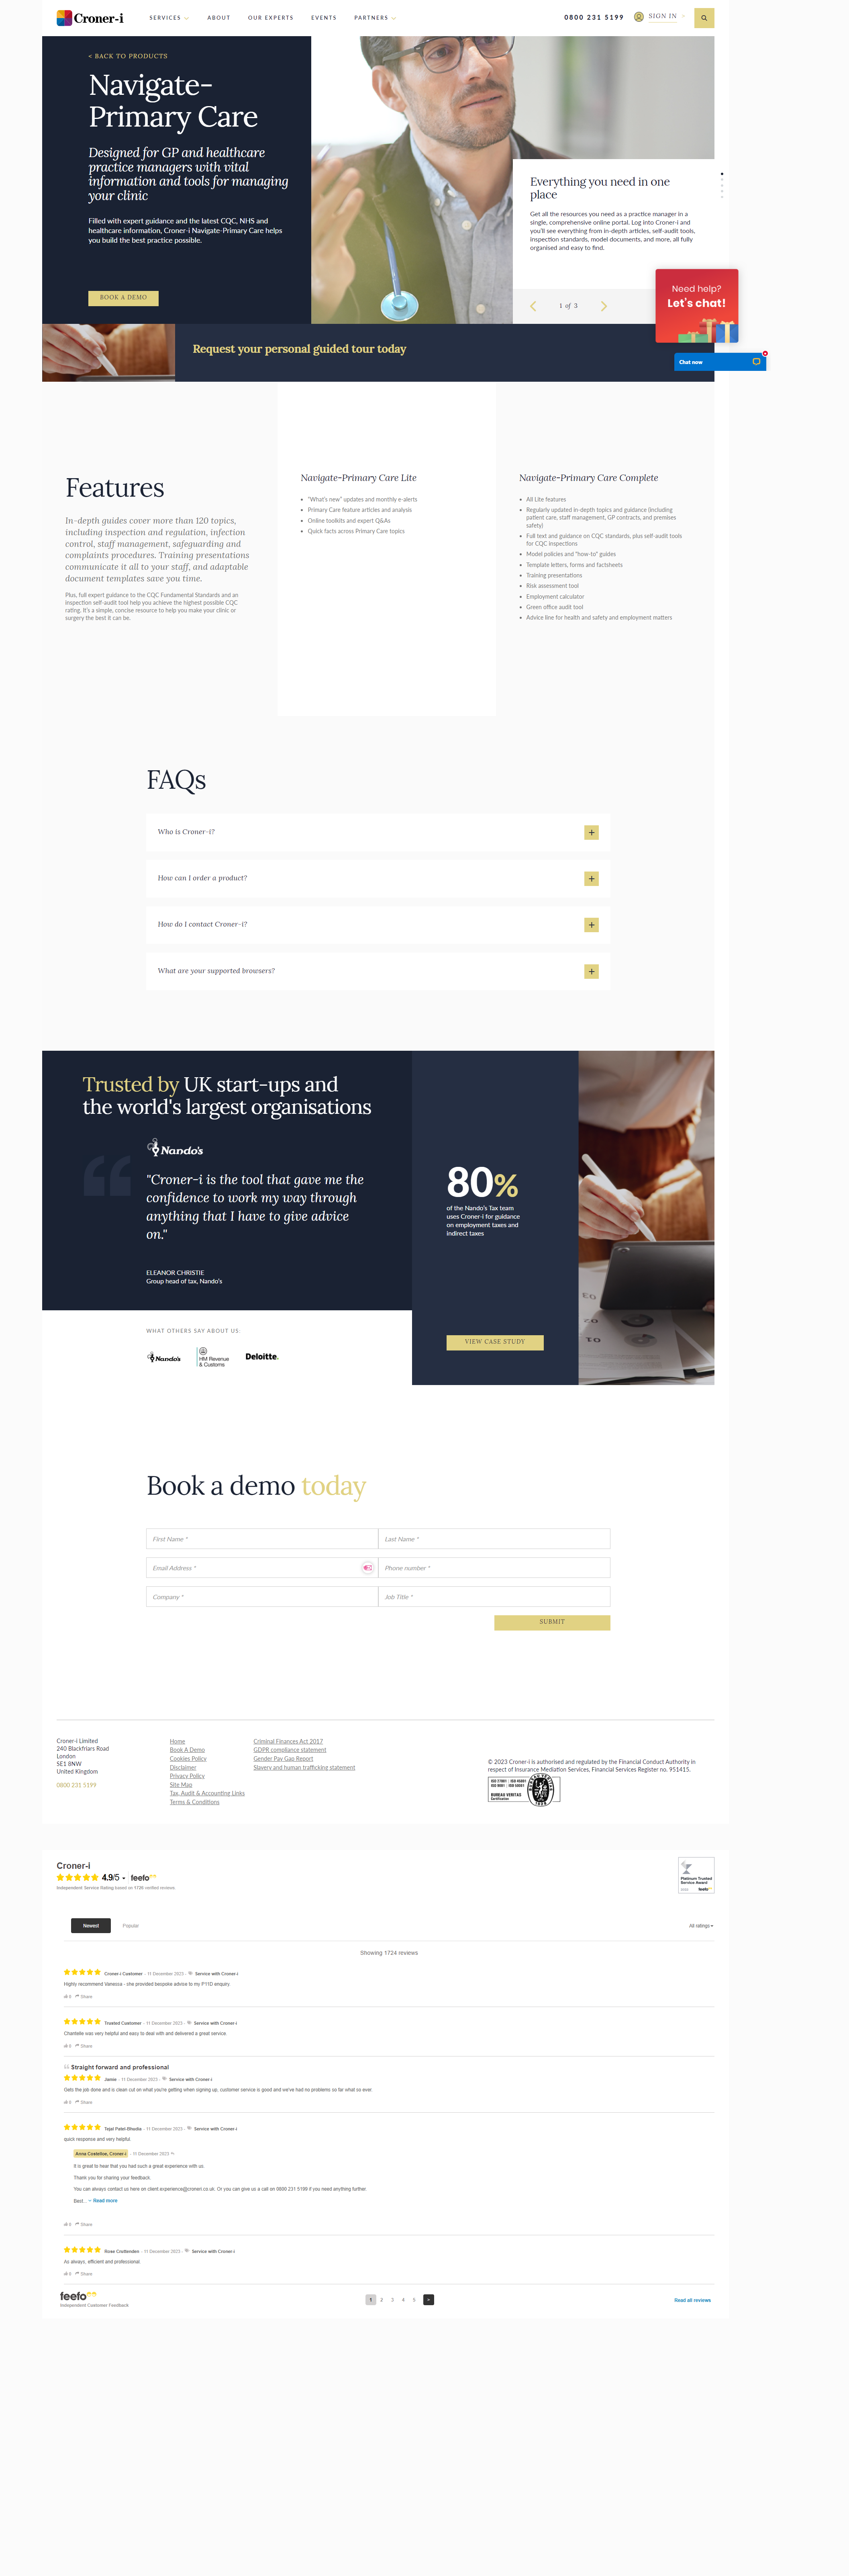 Croner-i
SERVICES
ABOUT
OUR EXPERTS
EVENTS
PARTNERS
0800 231 5199
SIGN IN
< BACK TO PRODUCTS
Navigate-
Primary Care
Designed for GP and healthcare
practice managers with vital
information and tools for managing
your clinic
Filled with expert guidance and the latest CQC, NHS and
healthcare information, Croner-i Navigate-Primary Care helps
you build the best practice possible.
BOOK A DEMO
Everything you need in one
place
Get all the resources you need as a practice manager in a
single, comprehensive online portal. Log into Croner-i and
you'll see everything from in-depth articles, self-audit tools,
inspection standards, model documents, and more, all fully
organised and easy to find.
1 of 3
Need help?
Let's chat!
Chat now
Request your personal guided tour today
Features
In-depth guides cover more than 120 topics,
including inspection and regulation, infection
control, staff management, safeguarding and
complaints procedures. Training presentations
communicate it all to your staff, and adaptable
document templates save you time.
Plus, full expert guidance to the CQC Fundamental Standards and an
inspection self-audit tool help you achieve the highest possible CQC
rating. It's a simple, concise resource to help you make your clinic or
surgery the best it can be.
Navigate-Primary Care Lite
"What's new" updates and monthly e-alerts
Primary Care feature articles and analysis
Online toolkits and expert Q&As
Quick facts across Primary Care topics
Navigate-Primary Care Complete
All Lite features
Regularly updated in-depth topics and guidance (including
patient care, staff management, GP contracts, and premises
safety)
Full text and guidance on CQC standards, plus self-audit tools
for CQC inspections
Model policies and "how-to" guides
Template letters, forms and factsheets
Training presentations
Risk assessment tool
Employment calculator
Green office audit tool
Advice line for health and safety and employment matters
FAQs
Who is Croner-i?
How can I order a product?
How do I contact Croner-i?
What are your supported browsers?
Trusted by UK start-ups and
the world's largest organisations
Nando's
"Croner-i is the tool that gave me the
confidence to work my way through
anything that I have to give advice
on."
ELEANOR CHRISTIE
Group head of tax, Nando's
80%
of the Nando's Tax team
uses Croner-i for guidance
on employment taxes and
indirect taxes
VIEW CASE STUDY
WHAT OTHERS SAY ABOUT US:
Nando's
HM Revenue
& Customs
Deloitte.
Book a demo today
First Name *
Last Name *
Email Address *
Phone number *
Company *
Job Title *
SUBMIT
Croner-i Limited
240 Blackfriars Road
London
SE1 8NW
United Kingdom
0800 231 5199
Home
Book A Demo
Cookies Policy
Disclaimer
Privacy Policy
Site Map
Tax, Audit & Accounting Links
Terms & Conditions
Criminal Finances Act 2017
GDPR compliance statement
Gender Pay Gap Report
Slavery and human trafficking statement
© 2023 Croner-i is authorised and regulated by the Financial Conduct Authority in
respect of Insurance Mediation Services, Financial Services Register no. 951415.
BUREAU VERITAS
Certification
Croner-i
4.9/5
feefo
Independent Service Rating based on 1726 verified reviews
Platinum Trusted
Service Award
feefo
Newest
Popular
All ratings
Showing 1724 reviews
Croner-i Customer - 11 December 2023 - Service with Croner-i
Highly recommend Vanessa - she provided bespoke advise to my P11D enquiry.
0 Share
Trusted Customer - 11 December 2023 - Service with Croner-i
Chantelle was very helpful and easy to deal with and delivered a great service.
0 Share
Straight forward and professional
Jamie - 11 December 2023 - Service with Croner-i
Gets the job done and is clean cut on what you're getting when signing up, customer service is good and we've had no problems so far what so ever
0 Share
Tejal Patel-Bhadia - 11 December 2023 - Service with Croner-i
quick response and very helpful
Anna Costelloe, Croner-i - 11 December 2023
It is great to hear that you had such a great experience with us.
Thank you for sharing your feedback.
You can always contact us here on client.experience@croner.co.uk. Or you can give us a call on 0800 231 5199 if you need anything further.
Best... - Read more
0 Share
Rose Crottenden - 11 December 2023 - Service with Croner-i
As always, efficient and professional.
0 Share
feefo
Independent Customer Feedback
1 2 3 4 5 >
Read all reviews